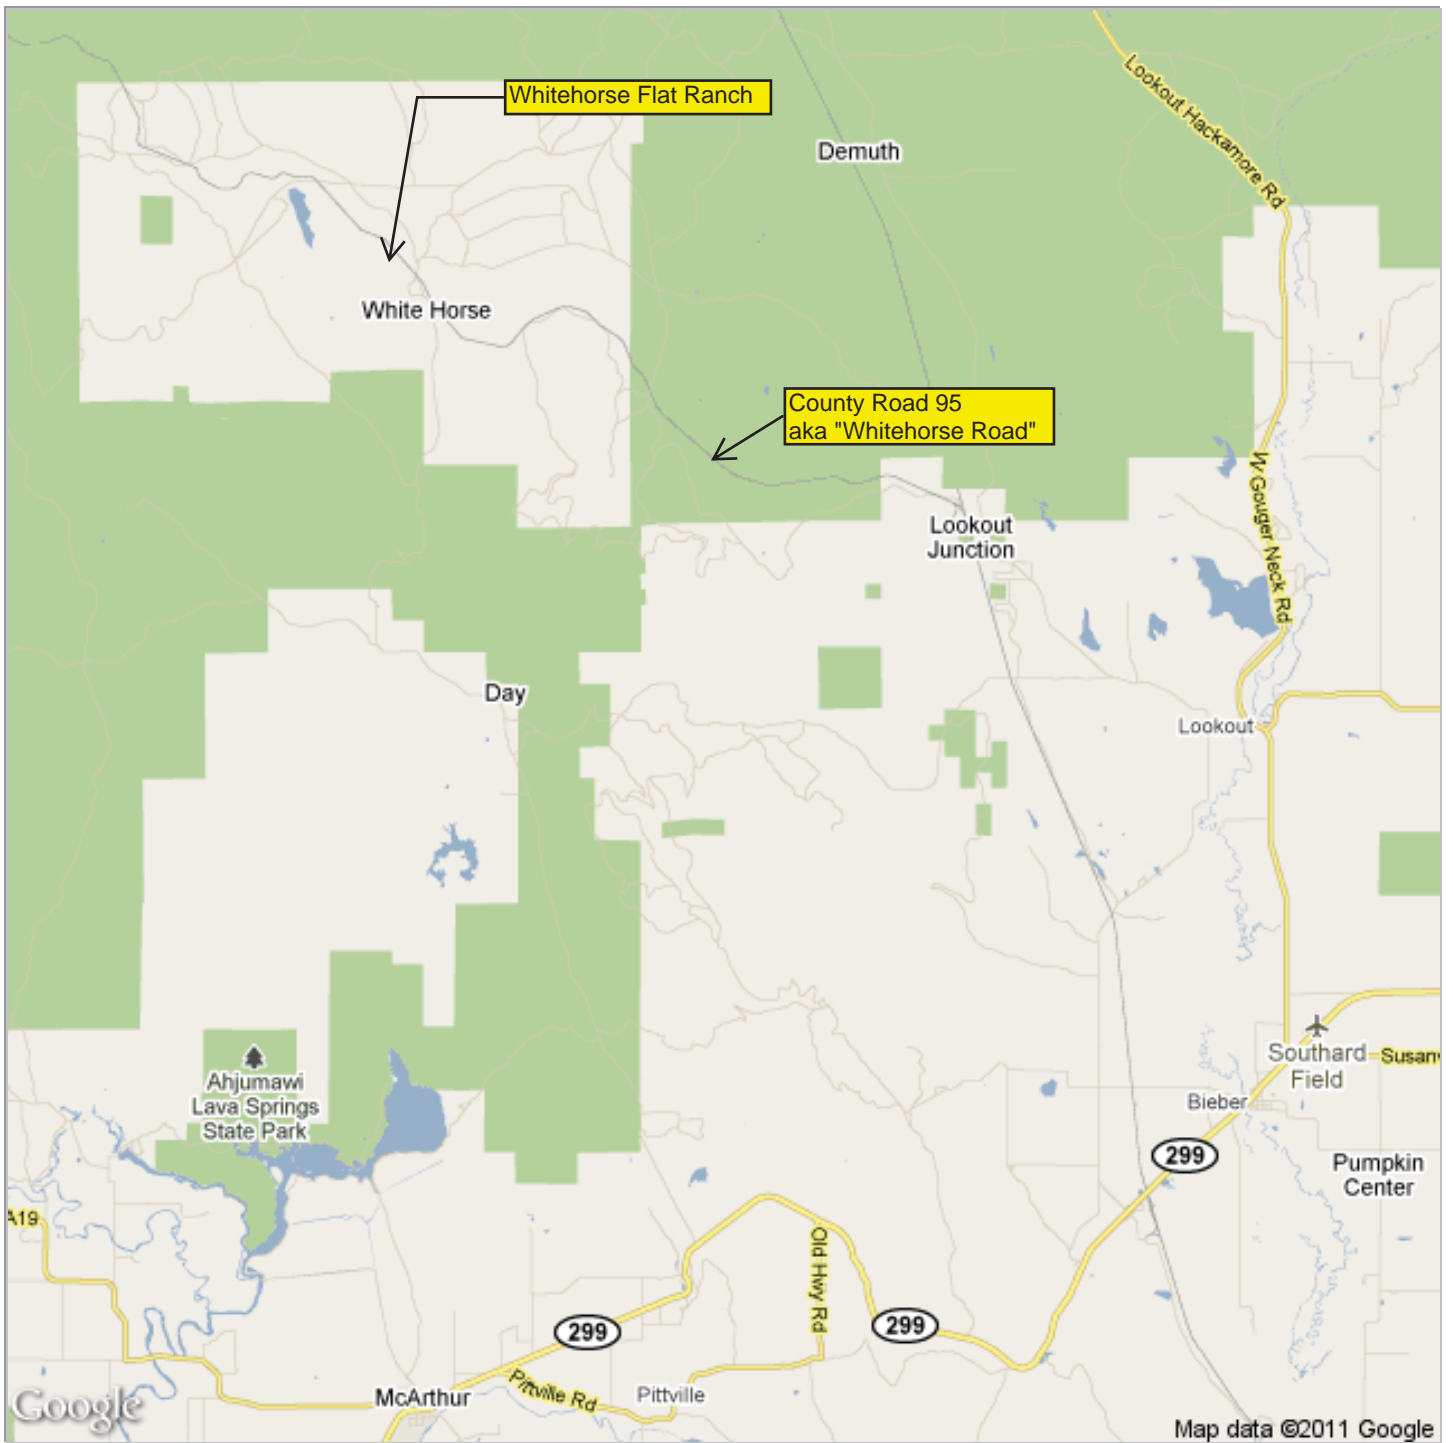 Lookout Hackamore Rd
Whitehorse Flat Ranch
Demuth
White Horse
County Road 95
aka "Whitehorse Road"
W Gouger Neck Rd
Lookout
Junction
Day
Lookout
Southard
Field
Susanv
Ahjumawi
Lava Springs
State Park
Bieber
299
Pumpkin
Center
A19
Old Hwy Rd
299
299
McArthur
Pittville Rd
Pittville
Google
Map data ©2011 Google